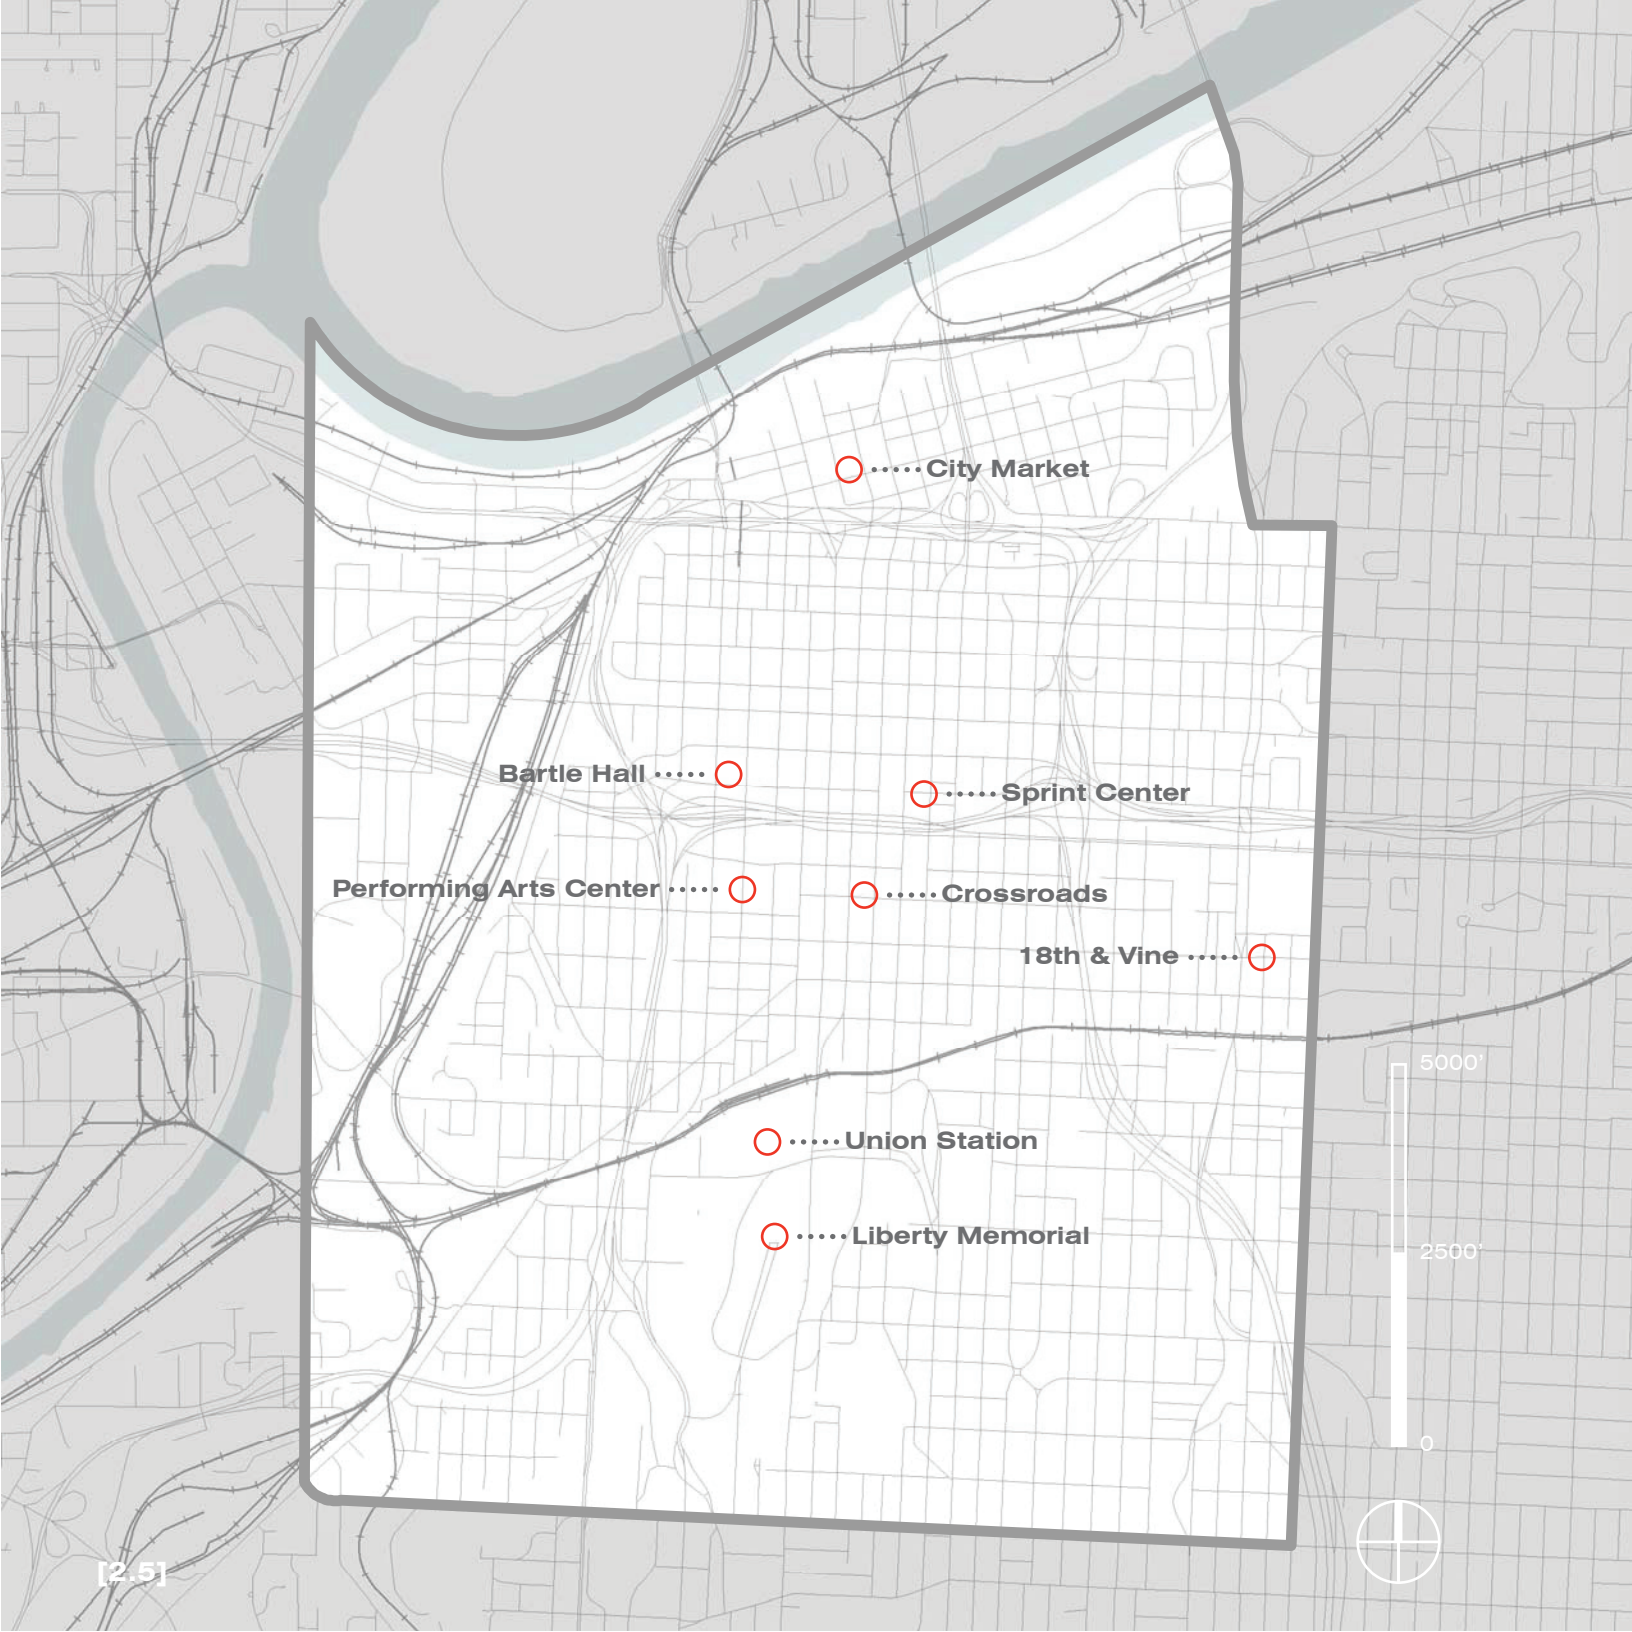 City Market
Bartle Hall
Sprint Center
Performing Arts Center
Crossroads
18th & Vine
5000'
Union Station
Liberty Memorial
2500'
0
[2.5]